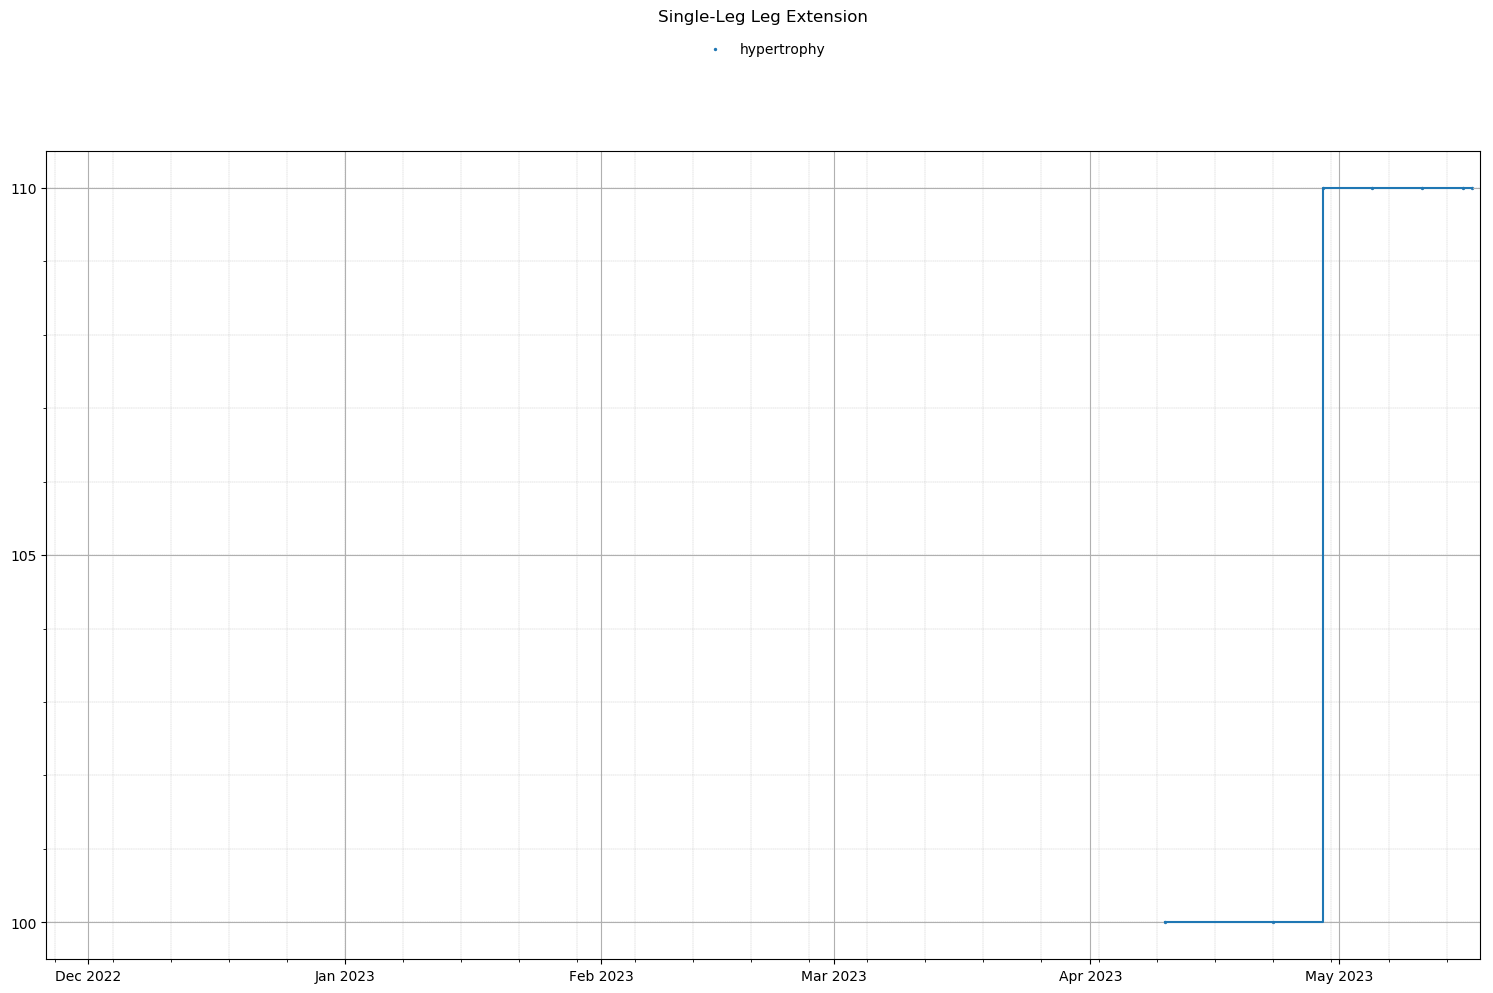 Single-Leg Leg Extension
hypertrophy
110
105
100
Dec 2022
Jan 2023
Feb 2023
Mar 2023
Apr 2023
May 2023